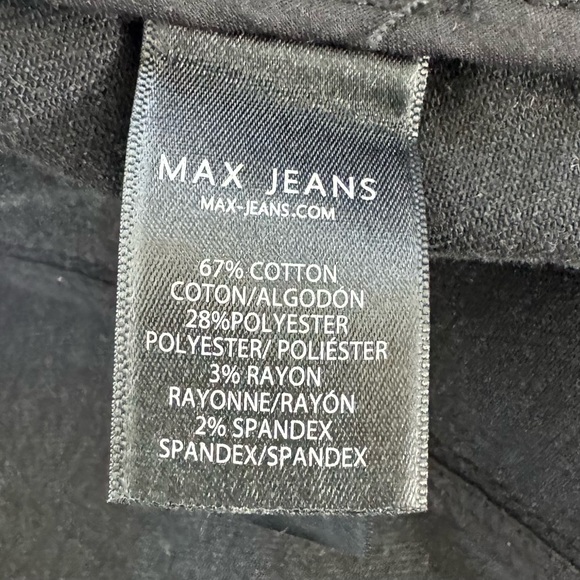 MAX JEANS
MAX-JEANS.COM
67% COTTON
COTON/ALGODÓN
28%POLYESTER
POLYESTER/ POLIÉSTER
3% RAYON
RAYONNE/RAYÓN
2% SPANDEX
SPANDEX/SPANDEX